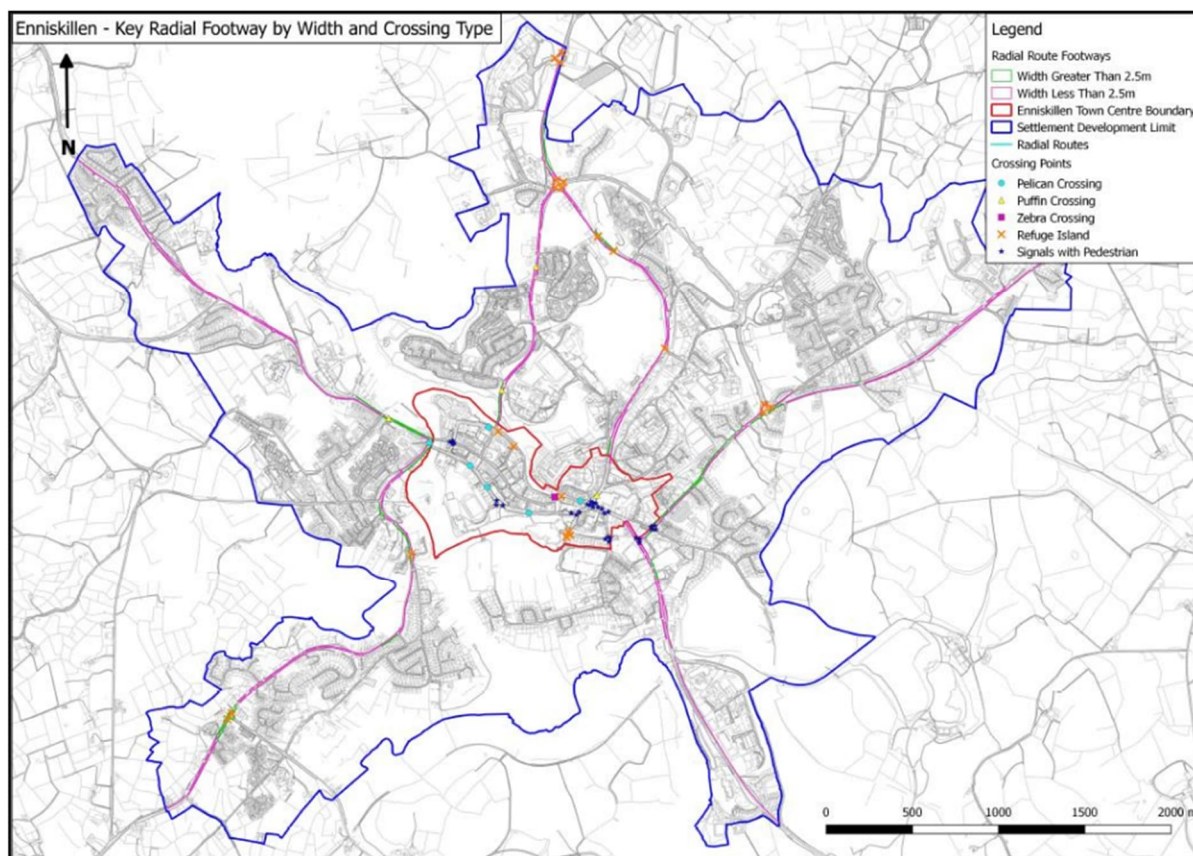 Enniskillen - Key Radial Footway by Width and Crossing Type
N
Legend
Radial Route Footways
Width Greater Than 2.5m
Width Less Than 2.5m
Enniskillen Town Centre Boundary
Settlement Development Limit
Radial Routes
Crossing Points
Pelican Crossing
Puffin Crossing
Zebra Crossing
Refuge Island
Signals with Pedestrian
0 500 1000 1500 2000 m